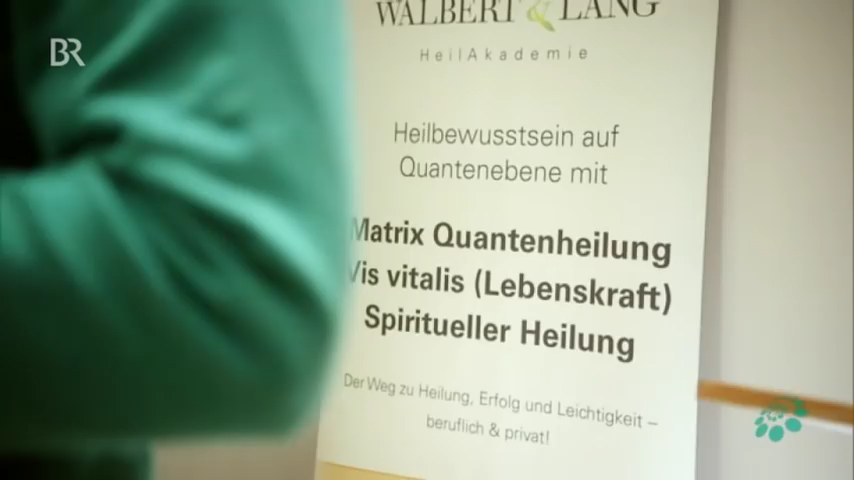 BR
WALBERT & LANG
HeilAkademie
Heilbewusstsein auf
Quantenebene mit
Matrix Quantenheilung
Vis vitalis (Lebenskraft)
Spiritueller Heilung
Der Weg zu Heilung, Erfolg und Leichtigkeit –
beruflich & privat!